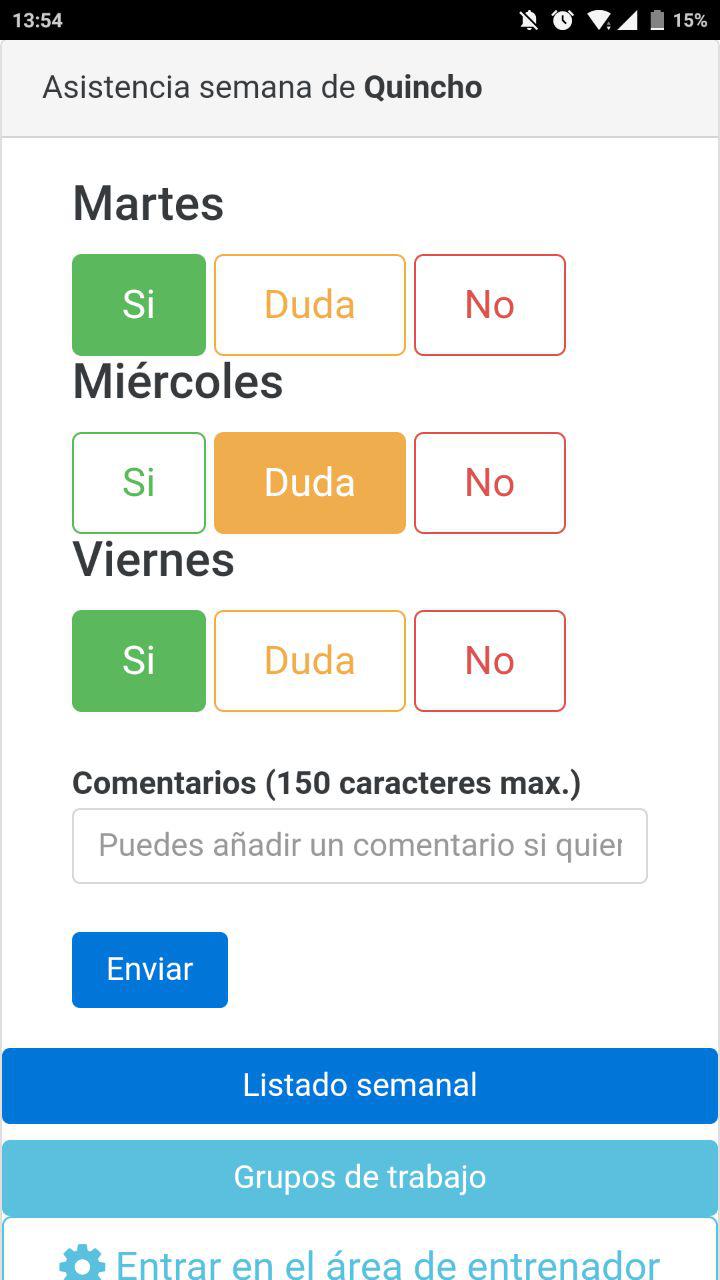 13:54 15%
Asistencia semana de Quincho
Martes
Si Duda No
Miércoles
Si Duda No
Viernes
Si Duda No
Comentarios (150 caracteres max.)
Puedes añadir un comentario si quier
Enviar
Listado semanal
Grupos de trabajo
Entrar en el área de entrenador